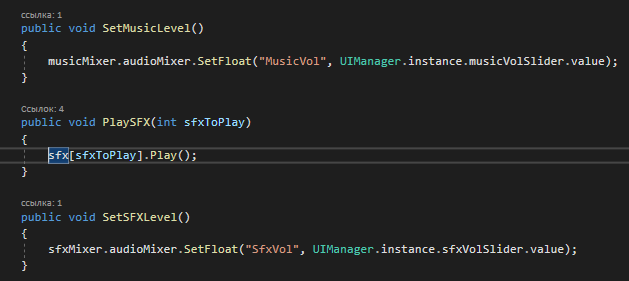 ссылка: 1
public void SetMusicLevel()
{
musicMixer.audioMixer.SetFloat("MusicVol", UIManager.instance.musicVolSlider.value);
}
Ссылок: 4
public void PlaySFX(int sfxToPlay)
{
sfx[sfxToPlay].Play();
}
ссылка: 1
public void SetSFXLevel()
{
sfxMixer.audioMixer.SetFloat("SfxVol", UIManager.instance.sfxVolSlider.value);
}